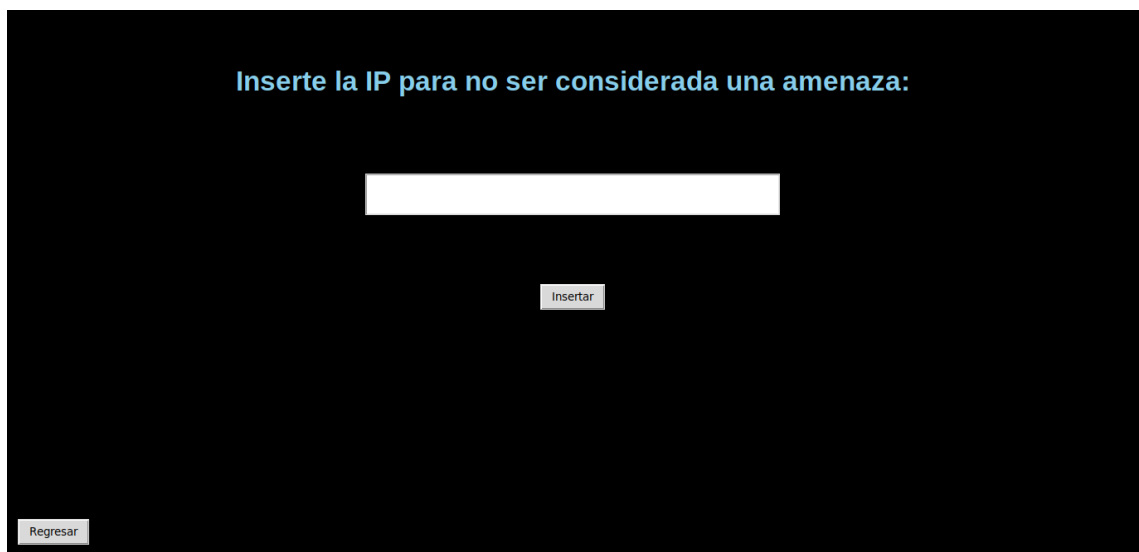 Inserte la IP para no ser considerada una amenaza:
Insertar
Regresar